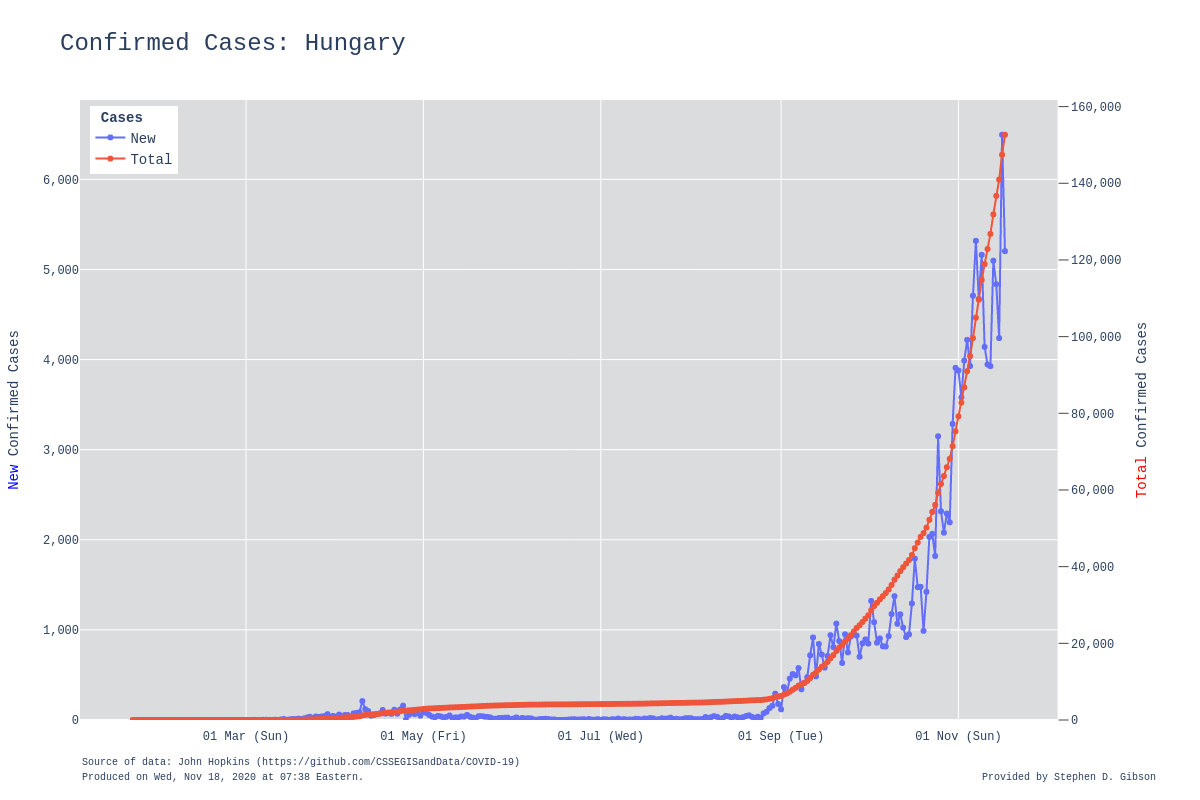 Confirmed Cases: Hungary
Cases
New
Total
6,000
5,000
4,000
3,000
2,000
1,000
0
New Confirmed Cases
160,000
140,000
120,000
100,000
80,000
60,000
40,000
20,000
0
Total Confirmed Cases
01 Mar (Sun)
01 May (Fri)
01 Jul (Wed)
01 Sep (Tue)
01 Nov (Sun)
Source of data: John Hopkins (https://github.com/CSSEGISandData/COVID-19)
Produced on Wed, Nov 18, 2020 at 07:38 Eastern.
Provided by Stephen D. Gibson